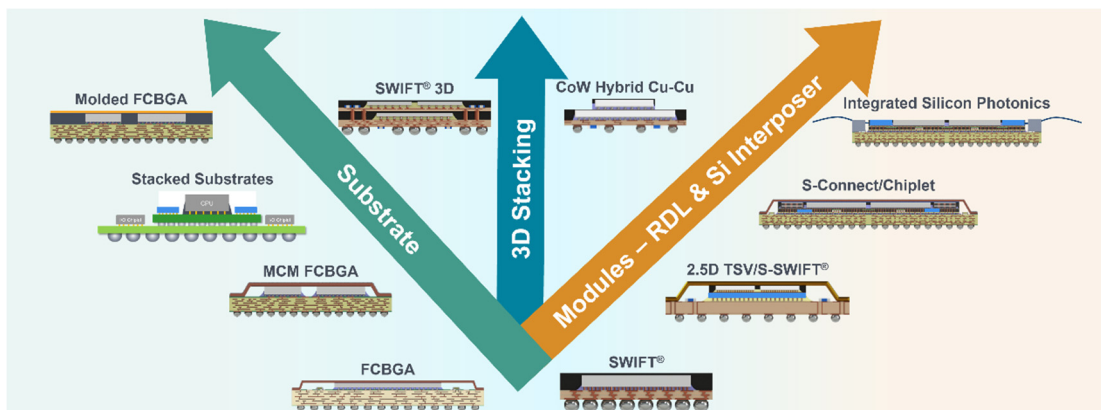 SWIFT® 3D
CoW Hybrid Cu-Cu
Molded FCBGA
Integrated Silicon Photonics
Stacked Substrates
S-Connect/Chiplet
GPU
MCM FCBGA
2.5D TSV/S-SWIFT®
FCBGA
SWIFT®
Substrate
3D Stacking
Modules – RDL & Si Interposer